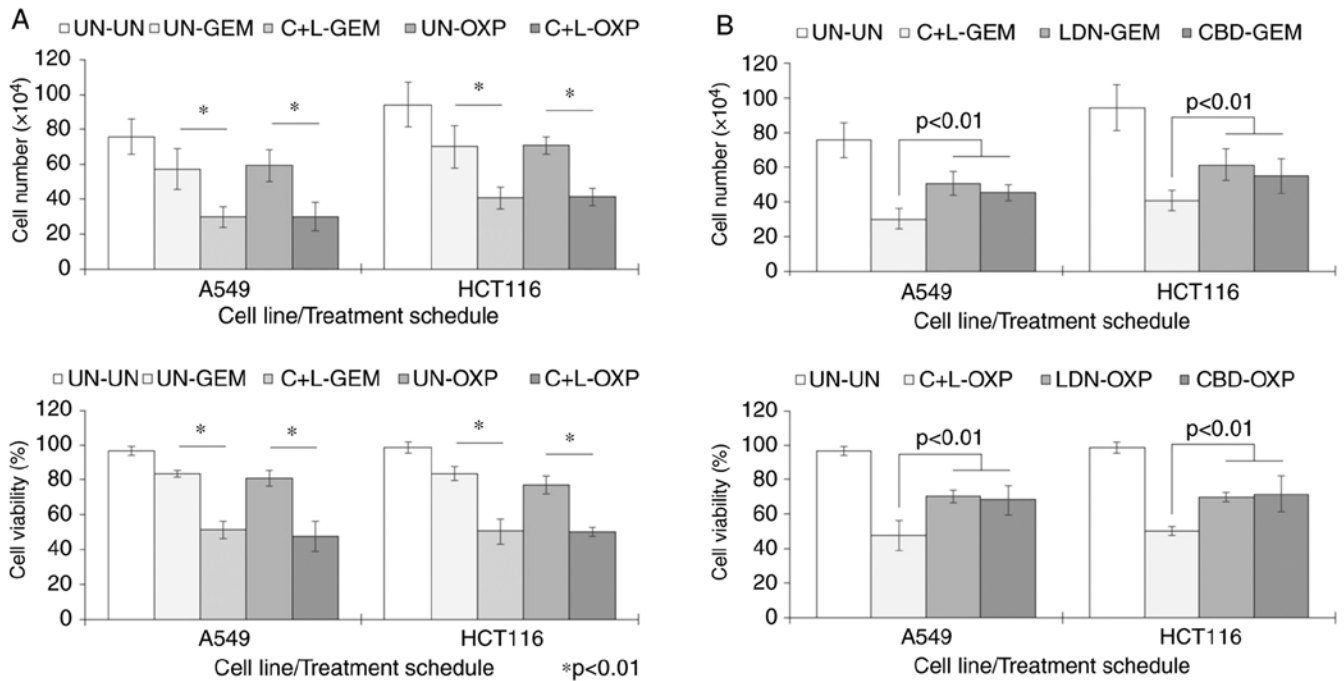 A
UN-UN UN-GEM C+L-GEM UN-OXP C+L-OXP
120
100
80
60
40
20
0
Cell number (×10⁴)
* * * *
A549 HCT116
Cell line/Treatment schedule
UN-UN UN-GEM C+L-GEM UN-OXP C+L-OXP
120
100
80
60
40
20
0
Cell viability (%)
* * * *
A549 HCT116
Cell line/Treatment schedule *p<0.01
B
UN-UN C+L-GEM LDN-GEM CBD-GEM
120
100
80
60
40
20
0
Cell number (×10⁴)
p<0.01 p<0.01
A549 HCT116
Cell line/Treatment schedule
UN-UN C+L-OXP LDN-OXP CBD-OXP
120
100
80
60
40
20
0
Cell viability (%)
p<0.01 p<0.01
A549 HCT116
Cell line/Treatment schedule